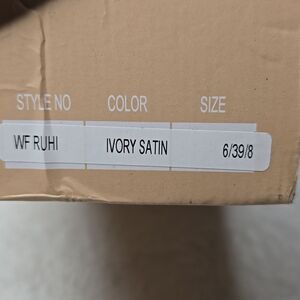 STYLE NO COLOR SIZE
WF RUHI IVORY SATIN 6/39/8